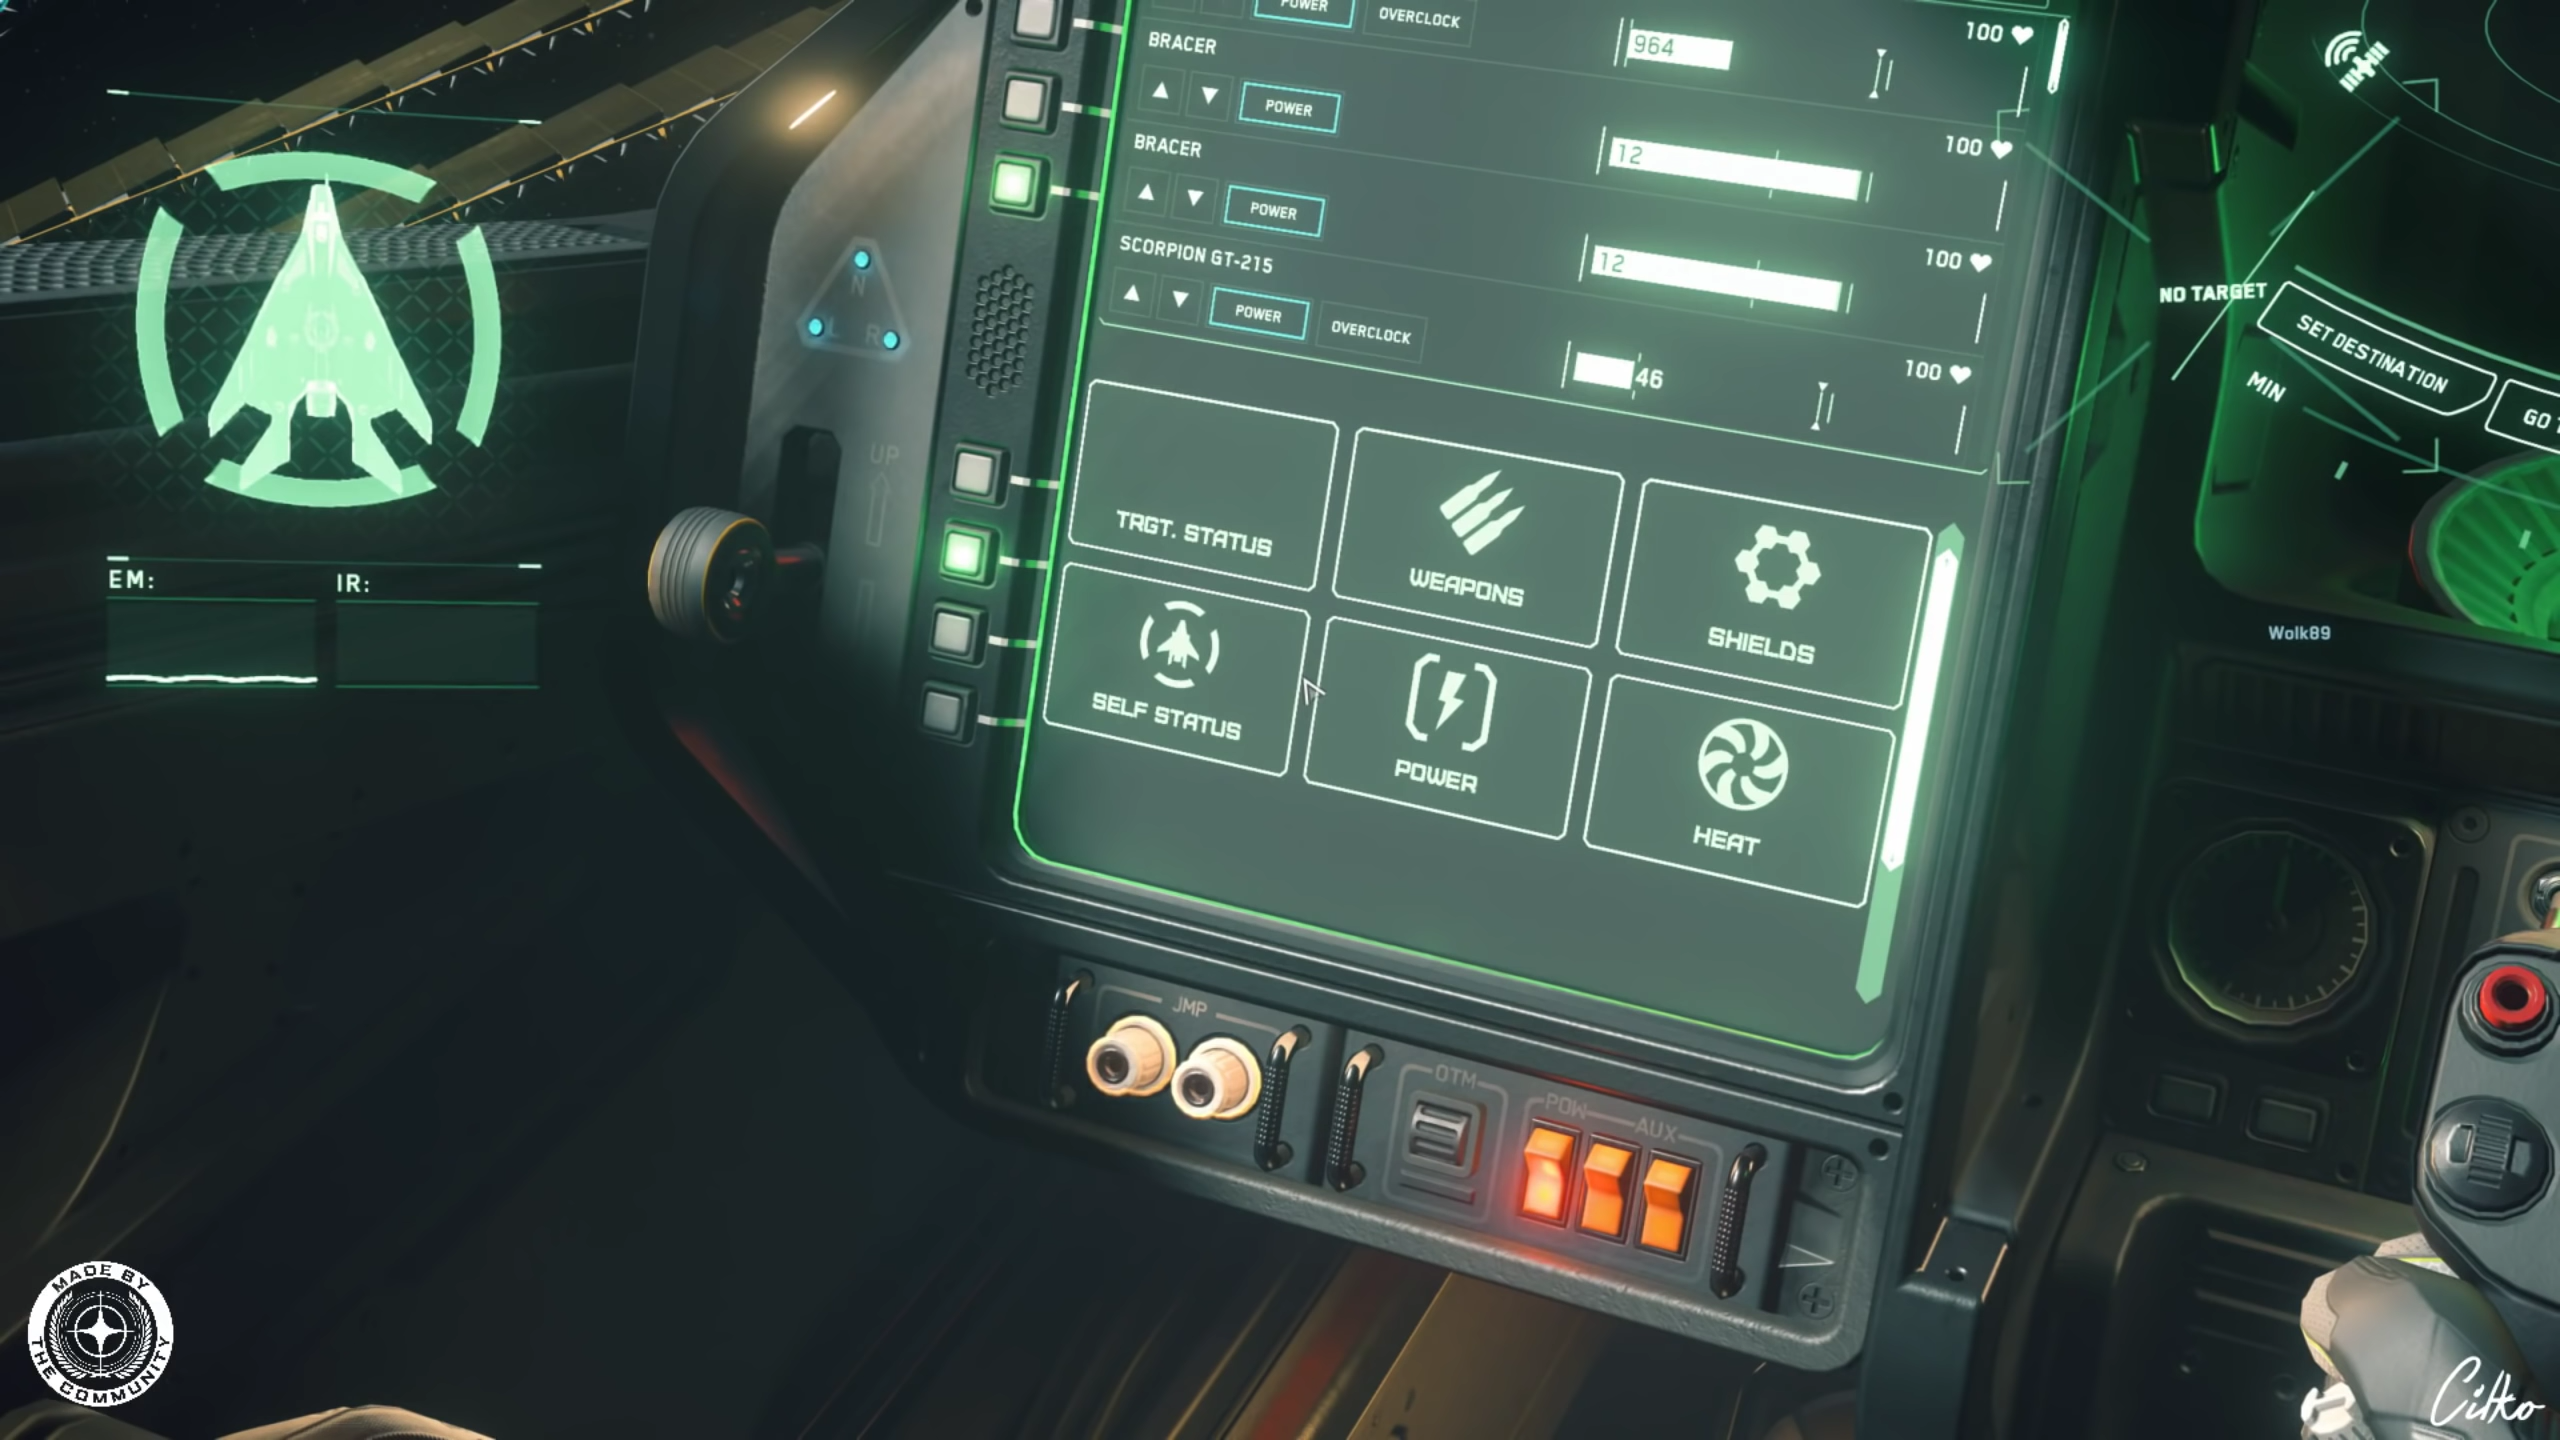 POWER
OVERCLOCK
964
100
BRACER
POWER
12
100
BRACER
POWER
12
100
SCORPION GT-215
POWER
OVERCLOCK
46
100
TRGT. STATUS
WEAPONS
SHIELDS
SELF STATUS
POWER
HEAT
EM:
IR:
N
L
R
UP
NO TARGET
SET DESTINATION
GO
MIN
Wolk89
JMP
OTM
POW
AUX
MADE BY
THE COMMUNITY
Cilko